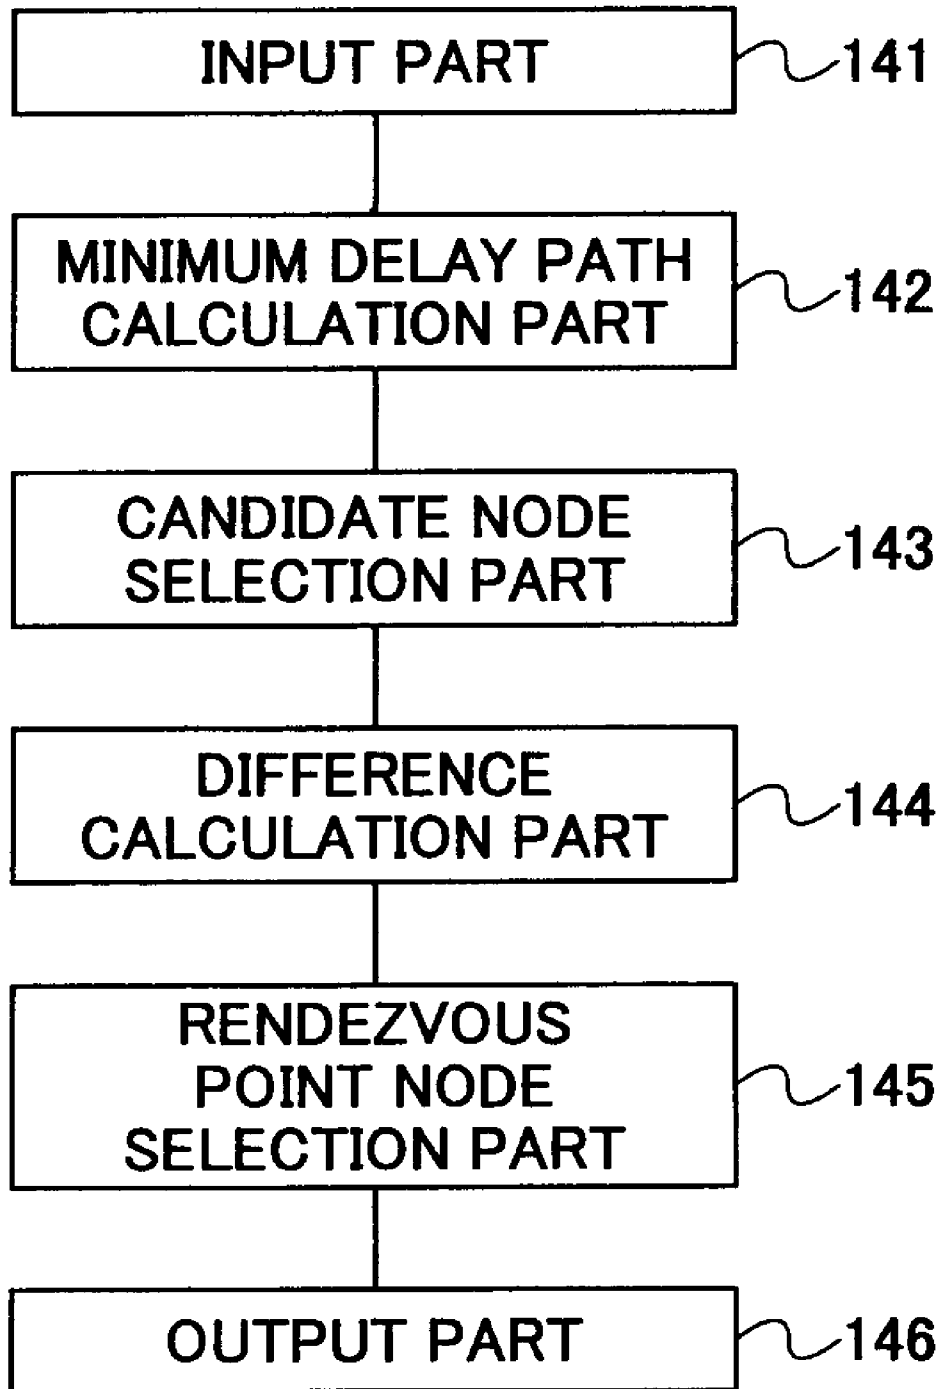 INPUT PART
141
MINIMUM DELAY PATH
CALCULATION PART
142
CANDIDATE NODE
SELECTION PART
143
DIFFERENCE
CALCULATION PART
144
RENDEZVOUS
POINT NODE
SELECTION PART
145
OUTPUT PART
146